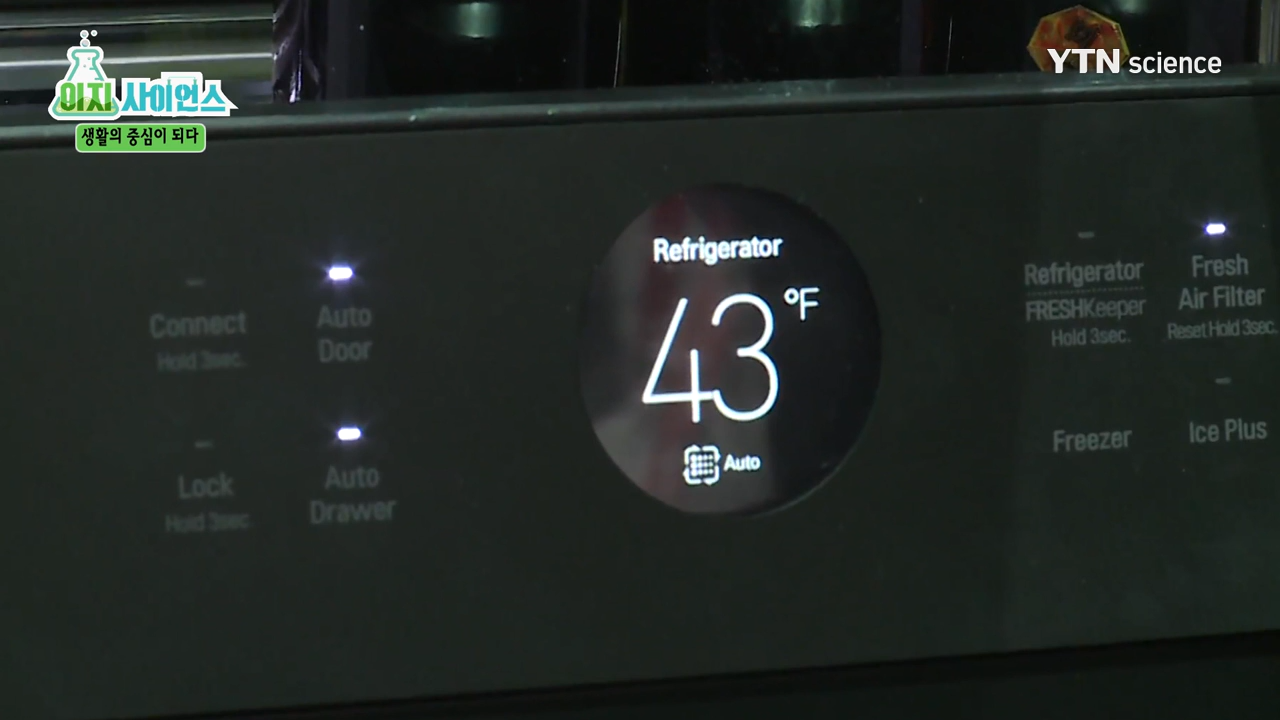 이지 사이언스
생활의 중심이 되다
YTN science
Connect
Hold 3sec.
Auto
Door
Lock
Hold 3sec.
Auto
Drawer
Refrigerator
43 °F
Auto
Refrigerator
FRESHKeeper
Hold 3sec.
Fresh
Air Filter
Reset Hold 3sec.
Freezer
Ice Plus